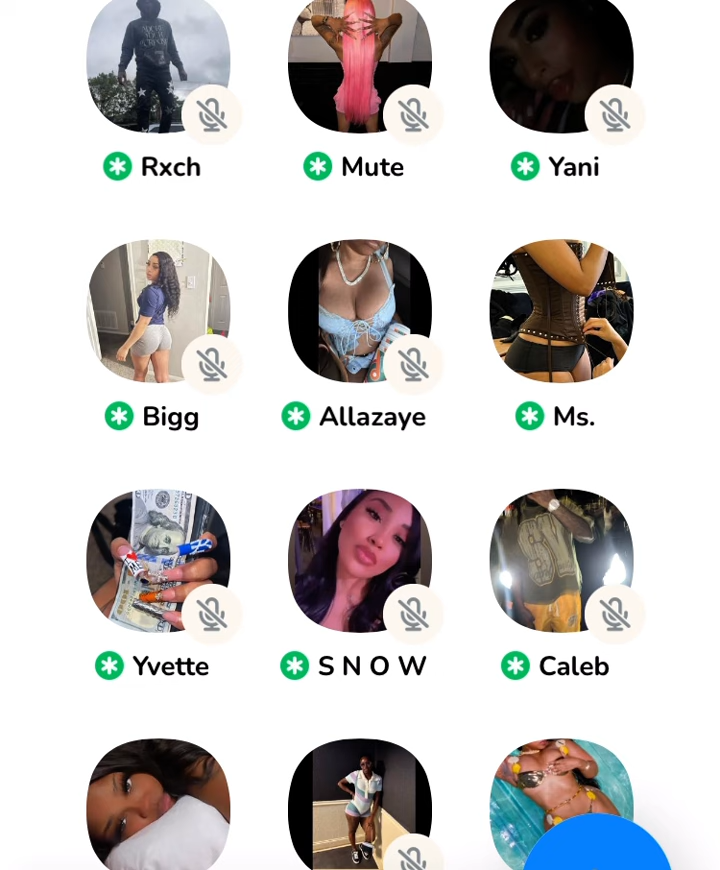 Rxch
Mute
Yani
Bigg
Allazaye
Ms.
Yvette
S N O W
Caleb